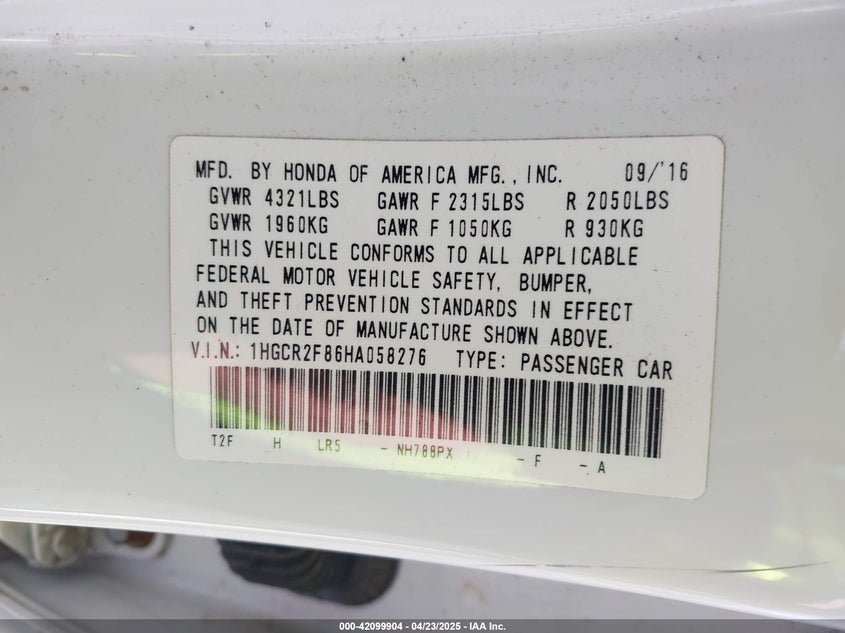 MFD. BY HONDA OF AMERICA MFG., INC. 09/'16
GVWR 4321LBS GAWR F 2315LBS R 2050LBS
GVWR 1960KG GAWR F 1050KG R 930KG
THIS VEHICLE CONFORMS TO ALL APPLICABLE
FEDERAL MOTOR VEHICLE SAFETY, BUMPER,
AND THEFT PREVENTION STANDARDS IN EFFECT
ON THE DATE OF MANUFACTURE SHOWN ABOVE.
V.I.N.: 1HGCR2F86HA058276 TYPE: PASSENGER CAR
T2F _H LR5 - NH788PX - F - A
000-42099904 - 04/23/2025 - IAA Inc.